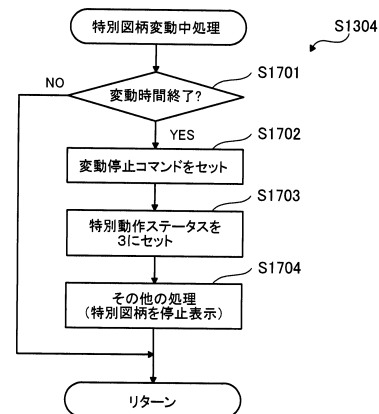 特別図柄変動中処理
S1304
S1701
NO
変動時間終了?
YES
S1702
変動停止コマンドをセット
S1703
特別動作ステータスを
3にセット
S1704
その他の処理
(特別図柄を停止表示)
リターン